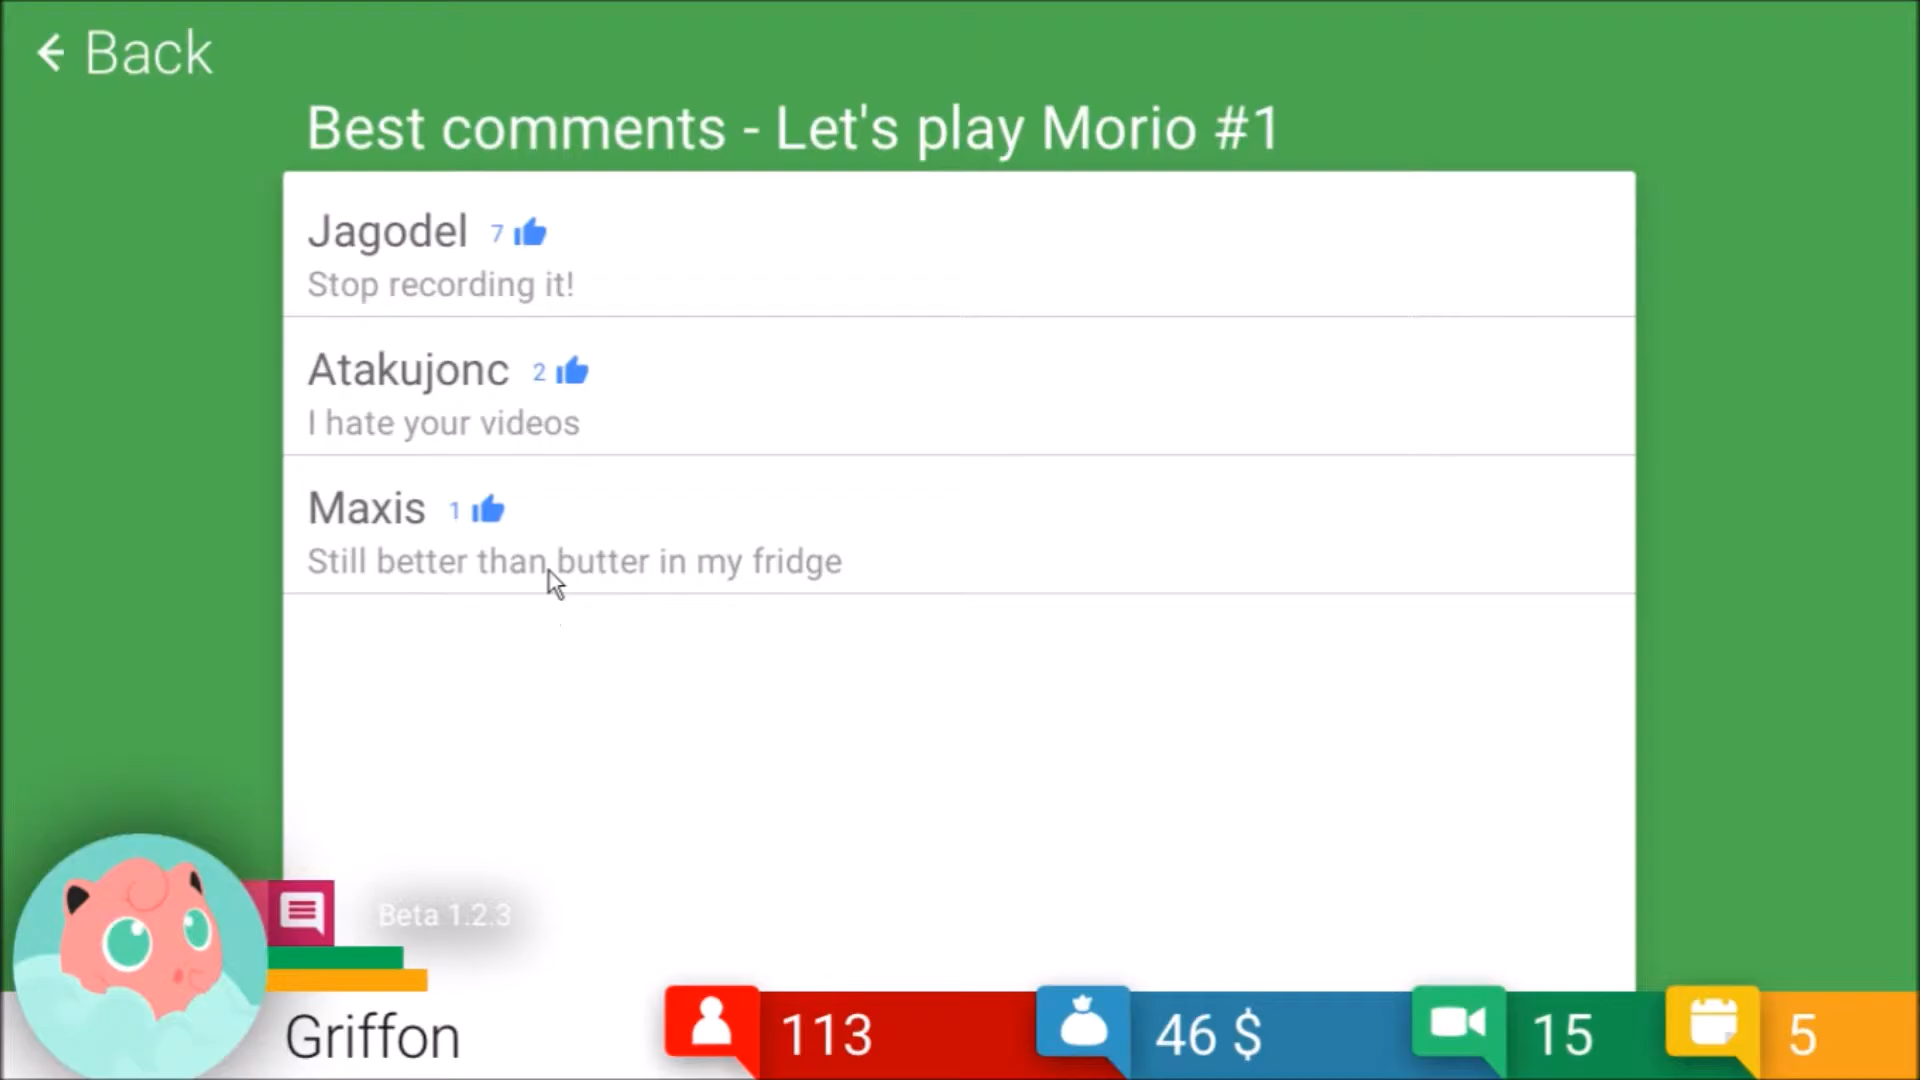 Back
Best comments - Let's play Morio #1
Jagodel 7
Stop recording it!
Atakujonc 2
I hate your videos
Maxis 1
Still better than butter in my fridge
Beta 1.2.3
Griffon 113 46 $ 15 5